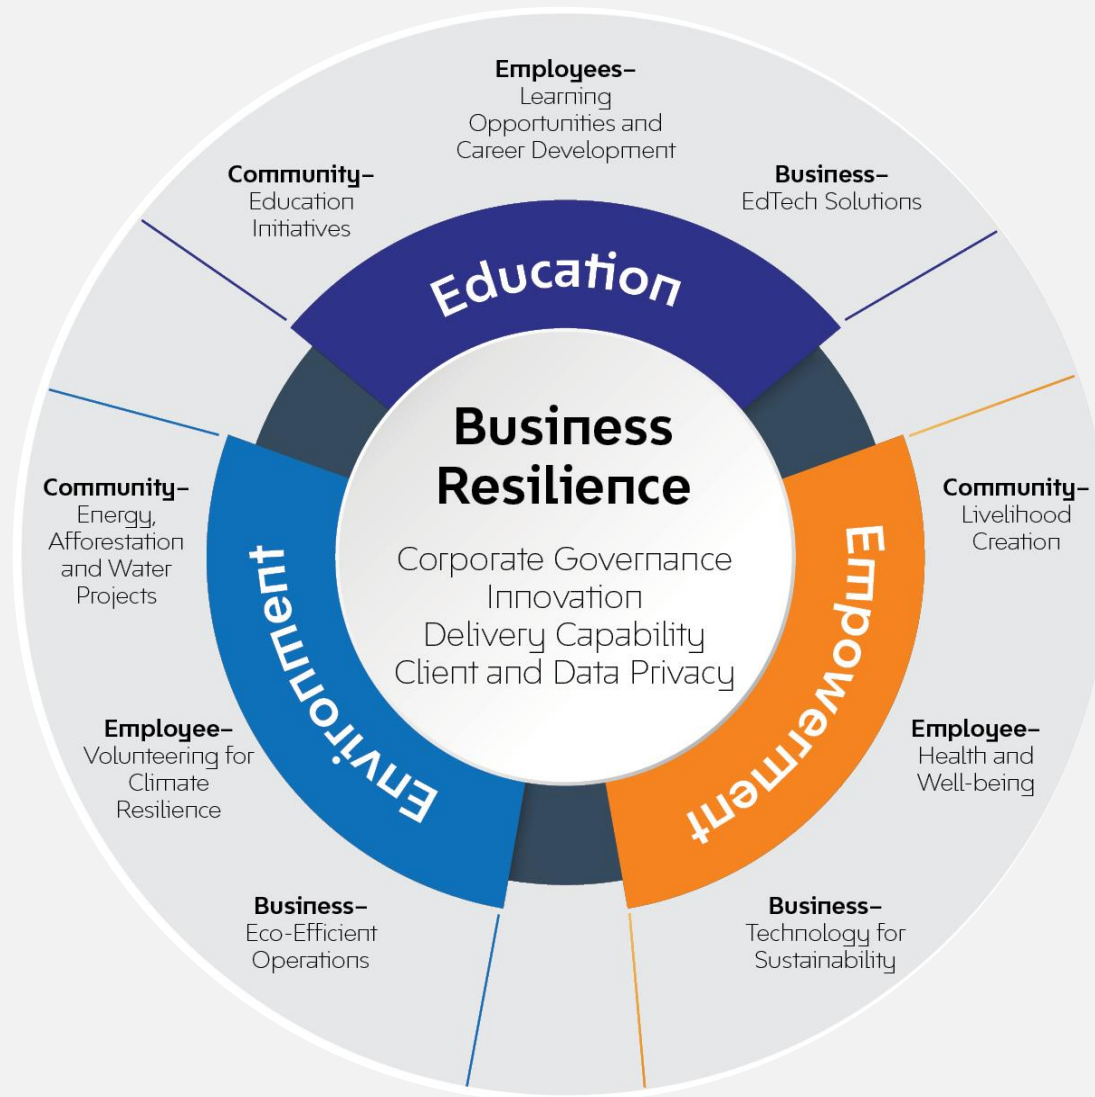 Employees–
Learning
Opportunities and
Career Development
Community–
Education
Initiatives
Business–
EdTech Solutions
Education
Business
Resilience
Corporate Governance
Innovation
Delivery Capability
Client and Data Privacy
Environment
Empowerment
Community–
Energy,
Afforestation
and Water
Projects
Employee–
Volunteering for
Climate
Resilience
Business–
Eco-Efficient
Operations
Community–
Livelihood
Creation
Employee–
Health and
Well-being
Business–
Technology for
Sustainability